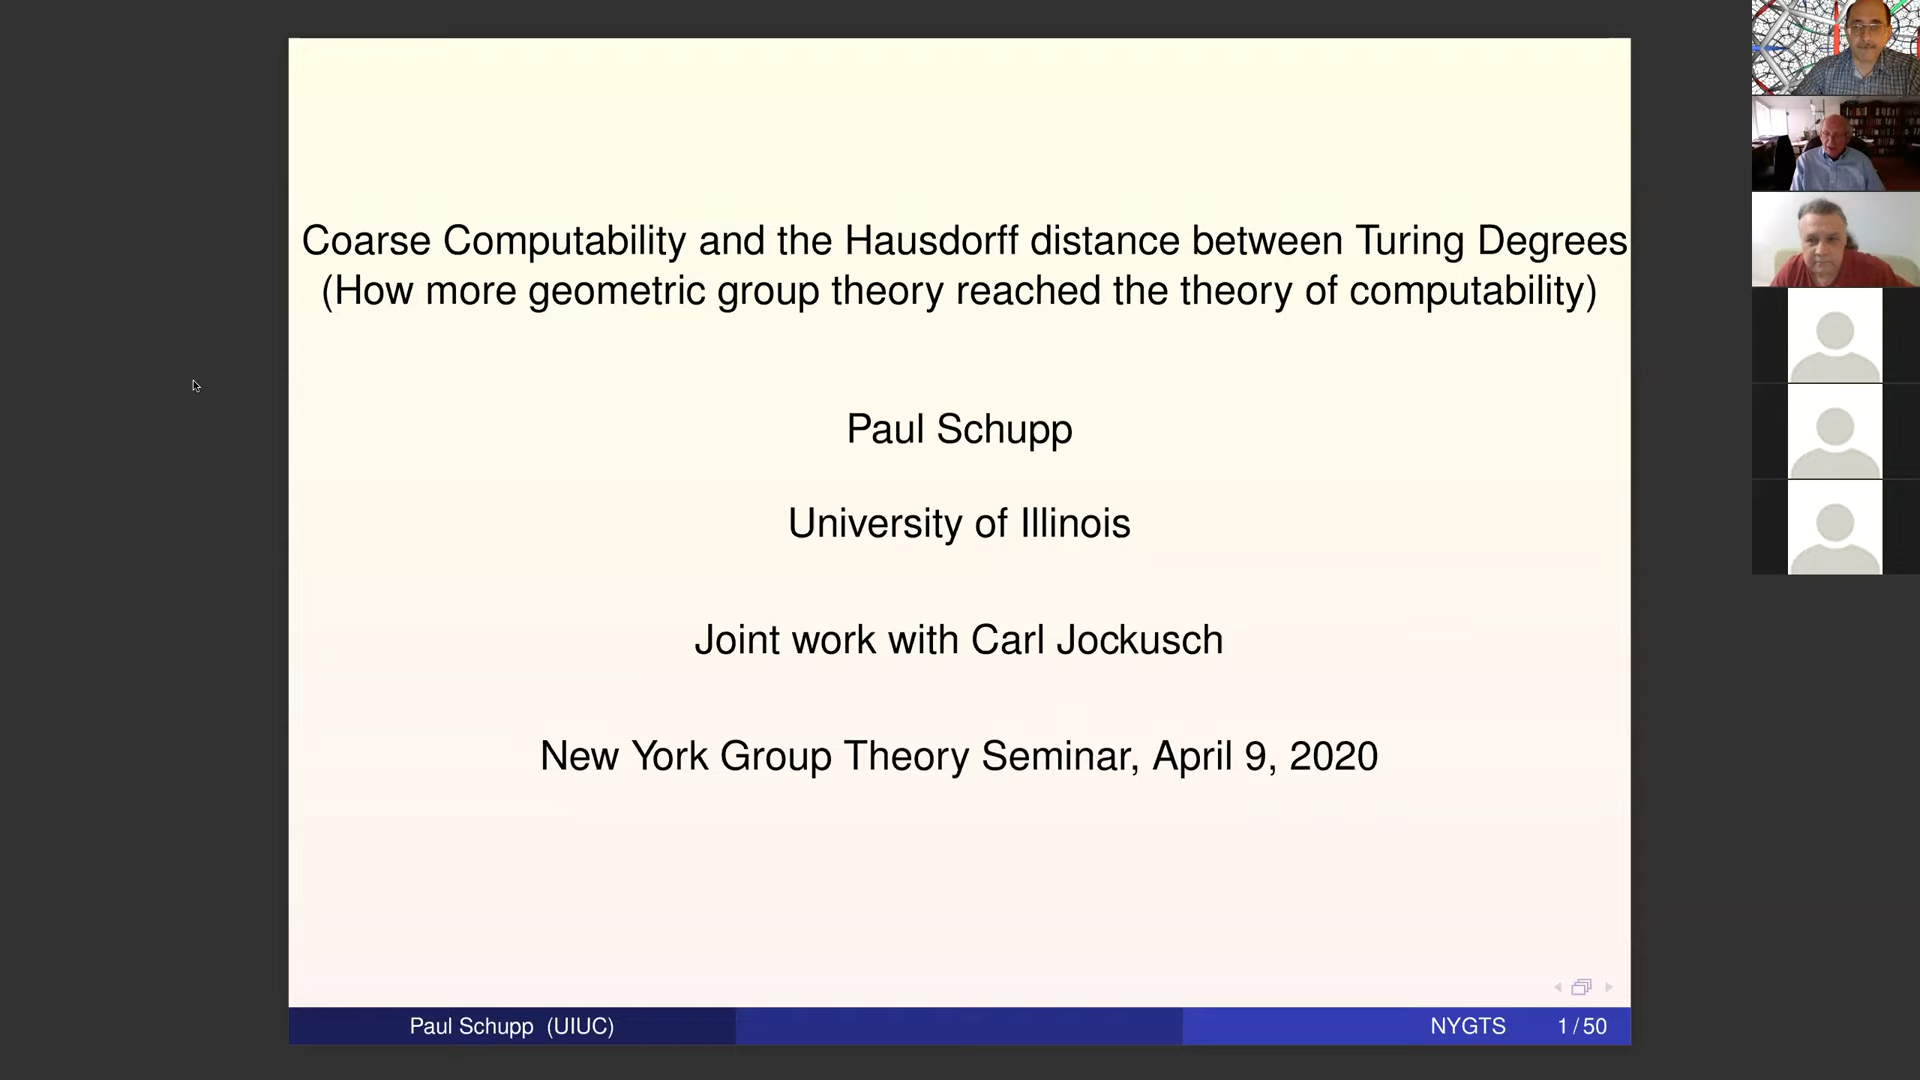 Coarse Computability and the Hausdorff distance between Turing Degrees
(How more geometric group theory reached the theory of computability)
Paul Schupp
University of Illinois
Joint work with Carl Jockusch
New York Group Theory Seminar, April 9, 2020
Paul Schupp (UIUC)
NYGTS
1 / 50